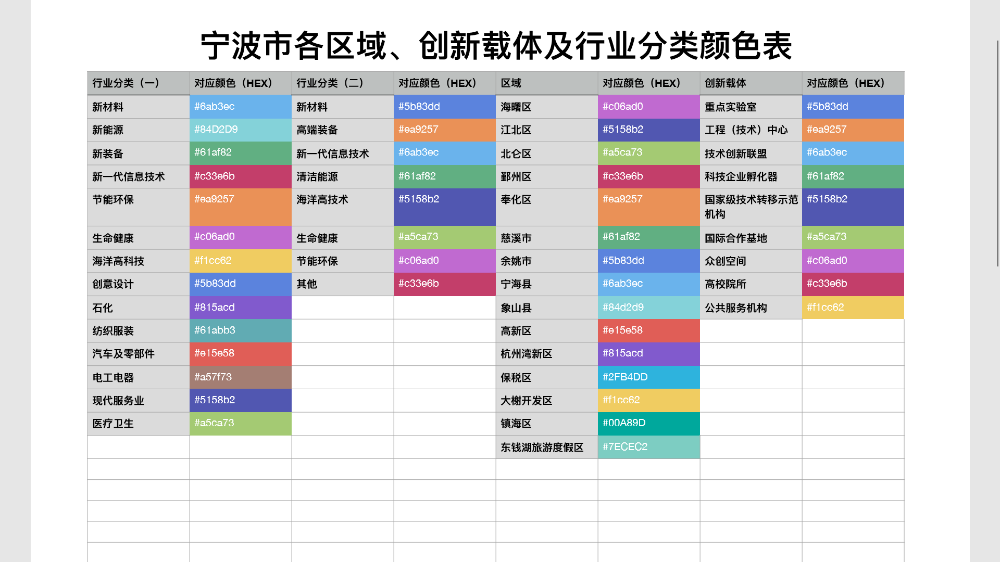 宁波市各区域、创新载体及行业分类颜色表
行业分类（一） 对应颜色（HEX） 行业分类（二） 对应颜色（HEX） 区域 对应颜色（HEX） 创新载体 对应颜色（HEX）
新材料 #6ab3ec 新材料 #5b83dd 海曙区 #c06ad0 重点实验室 #5b83dd
新能源 #84D2D9 高端装备 #ea9257 江北区 #5158b2 工程（技术）中心 #ea9257
新装备 #61af82 新一代信息技术 #6ab3ec 北仑区 #a5ca73 技术创新联盟 #6ab3ec
新一代信息技术 #c33e6b 清洁能源 #61af82 鄞州区 #c33e6b 科技企业孵化器 #61af82
节能环保 #ea9257 海洋高技术 #5158b2 奉化区 #ea9257 国家级技术转移示范 #5158b2
机构
生命健康 #c06ad0 生命健康 #a5ca73 慈溪市 #61af82 国际合作基地 #a5ca73
海洋高科技 #f1cc62 节能环保 #c06ad0 余姚市 #5b83dd 众创空间 #c06ad0
创意设计 #5b83dd 其他 #c33e6b 宁海县 #6ab3ec 高校院所 #c33e6b
石化 #815acd 象山县 #84d2d9 公共服务机构 #f1cc62
纺织服装 #61abb3 高新区 #e15e58
汽车及零部件 #e15e58 杭州湾新区 #815acd
电工电器 #a57f73 保税区 #2FB4DD
现代服务业 #5158b2 大榭开发区 #f1cc62
医疗卫生 #a5ca73 镇海区 #00A89D
东钱湖旅游度假区 #7ECEC2